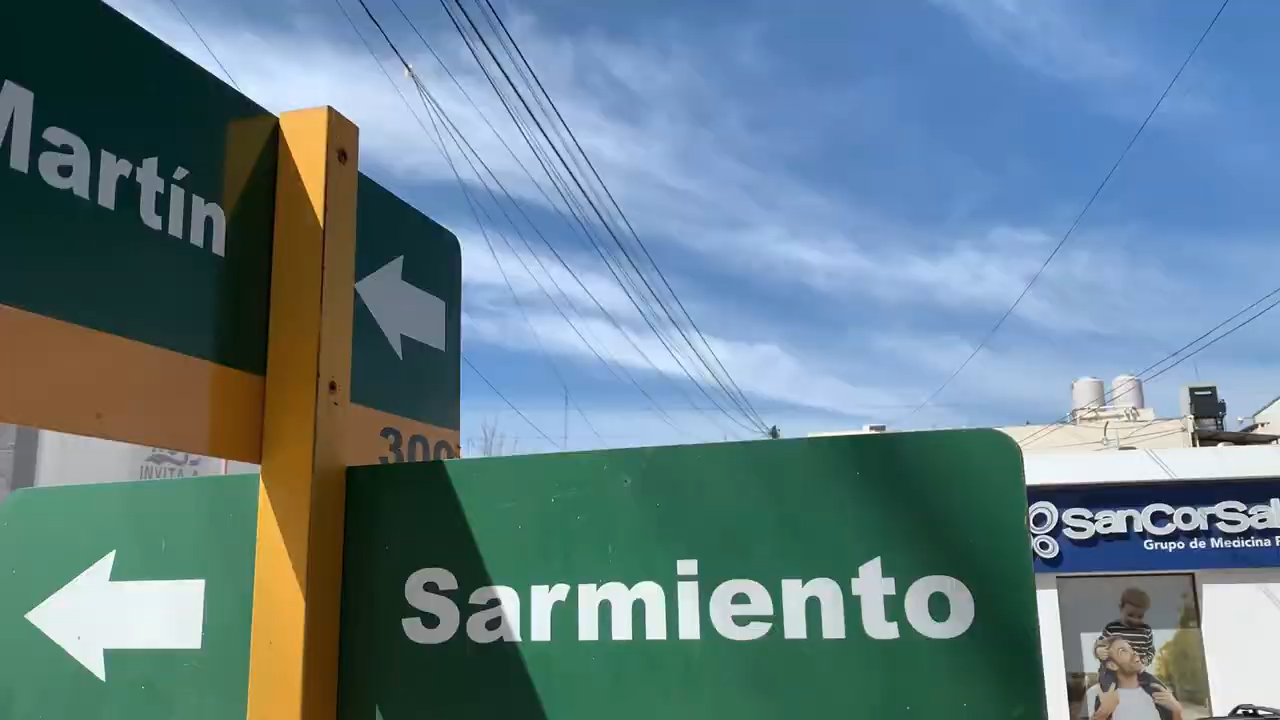 Martín
300
INVITA A
Sarmiento
SanCorSal
Grupo de Medicina P